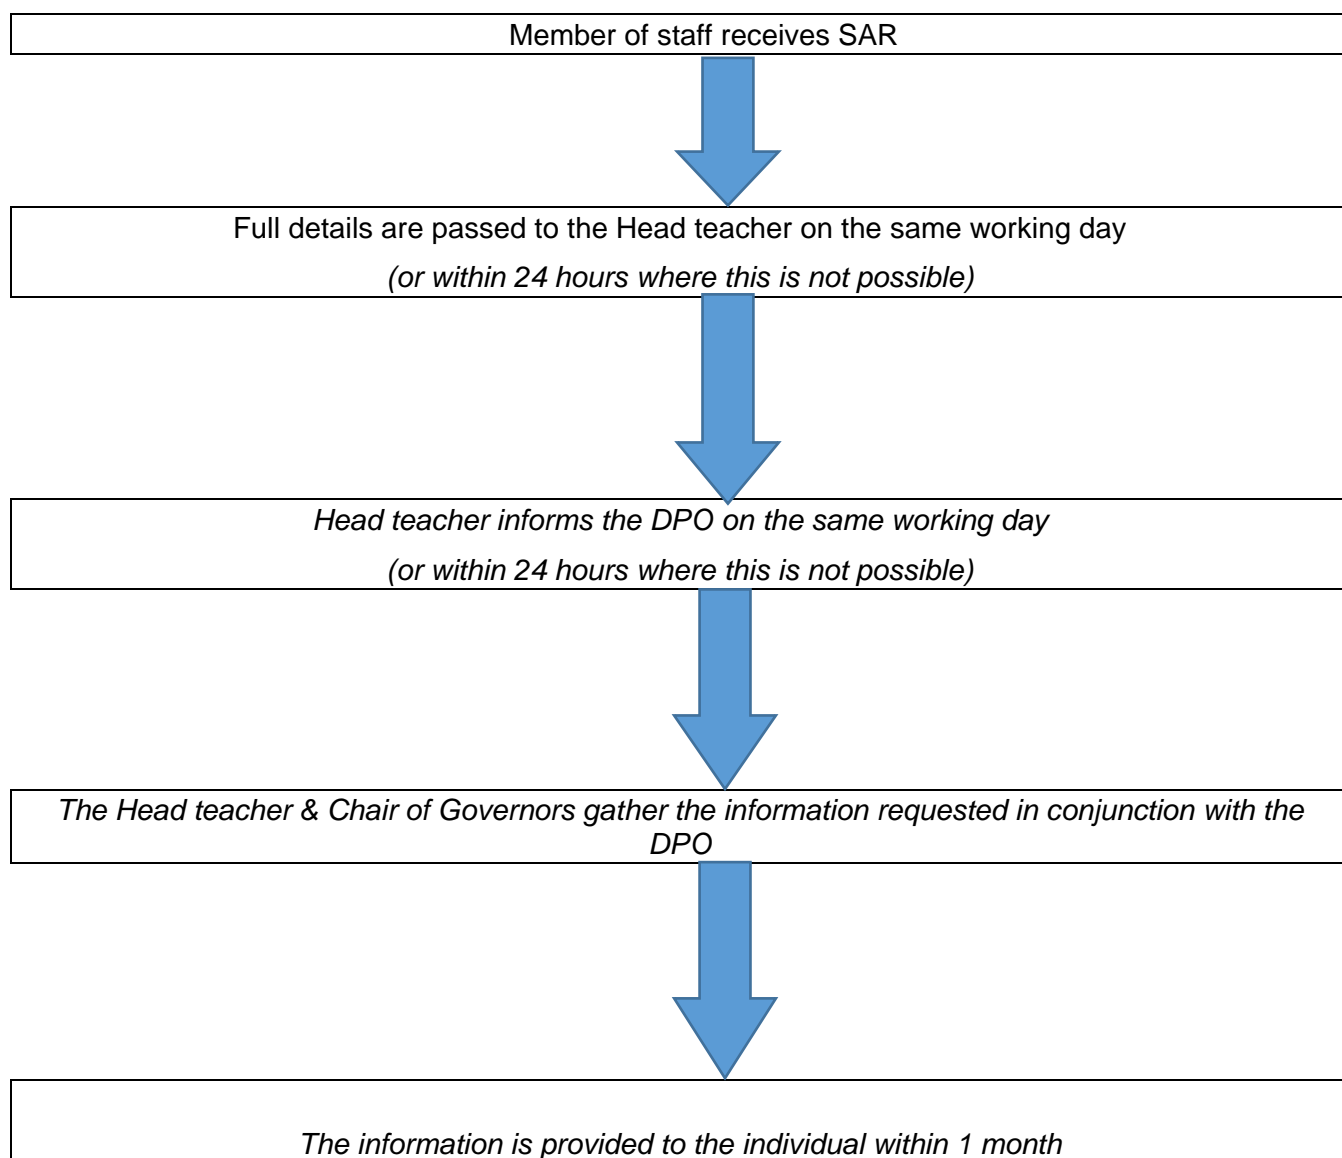 Member of staff receives SAR
Full details are passed to the Head teacher on the same working day
(or within 24 hours where this is not possible)
Head teacher informs the DPO on the same working day
(or within 24 hours where this is not possible)
The Head teacher & Chair of Governors gather the information requested in conjunction with the
DPO
The information is provided to the individual within 1 month